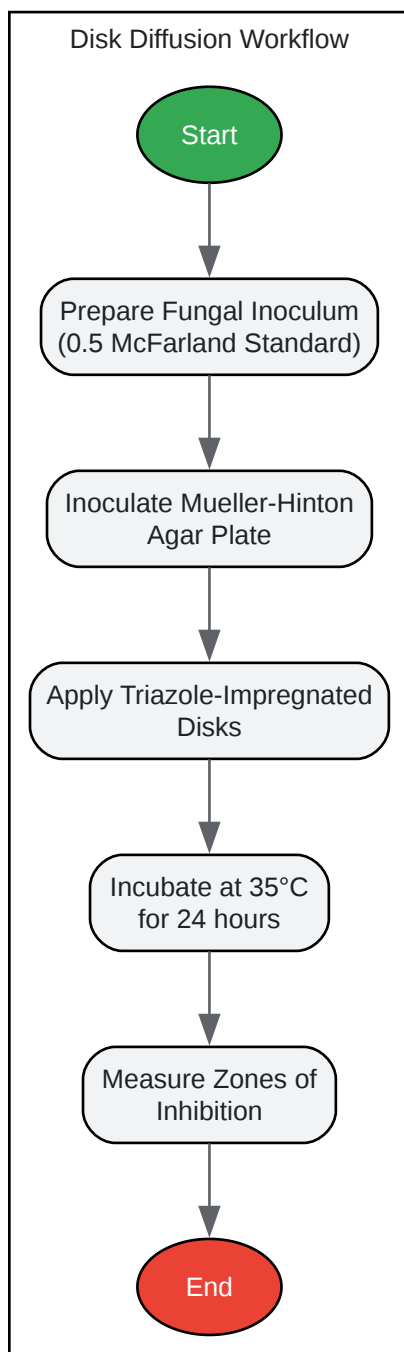 Disk Diffusion Workflow
Start
Prepare Fungal Inoculum
(0.5 McFarland Standard)
Inoculate Mueller-Hinton
Agar Plate
Apply Triazole-Impregnated
Disks
Incubate at 35°C
for 24 hours
Measure Zones of
Inhibition
End